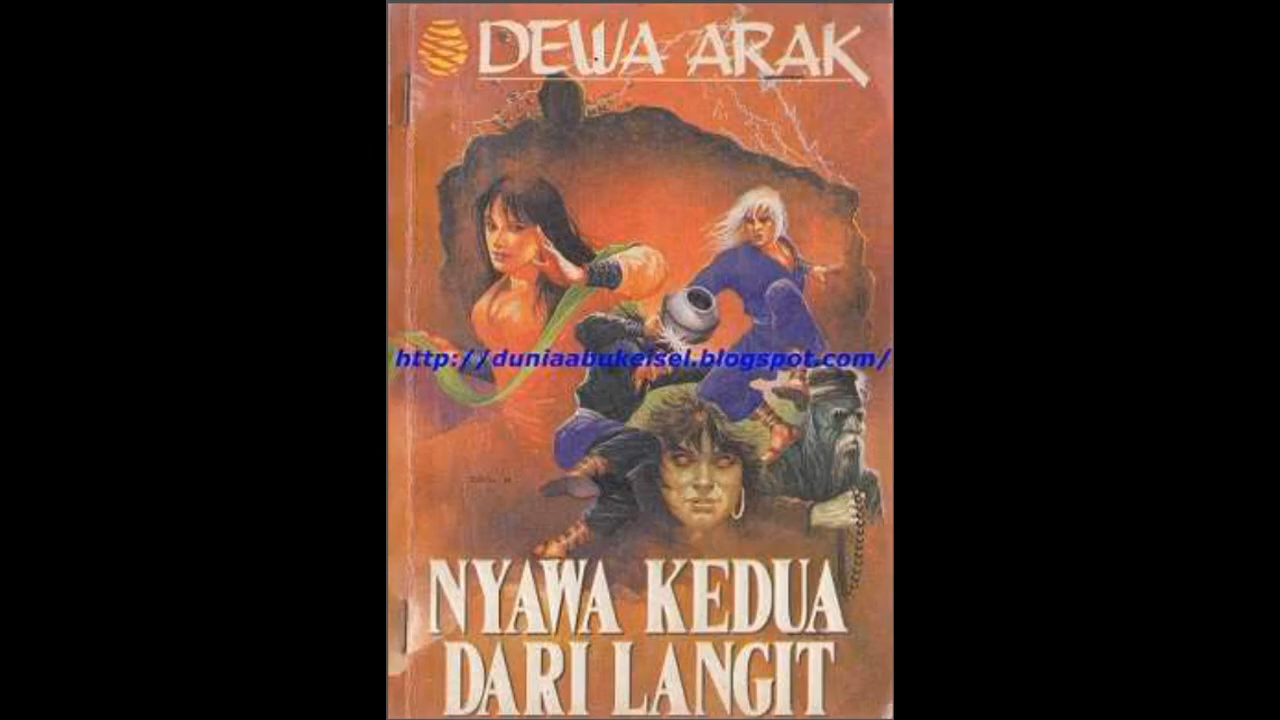 DEWA ARAK
http://duniaabukeisel.blogspot.com/
NYAWA KEDUA
DARI LANGIT